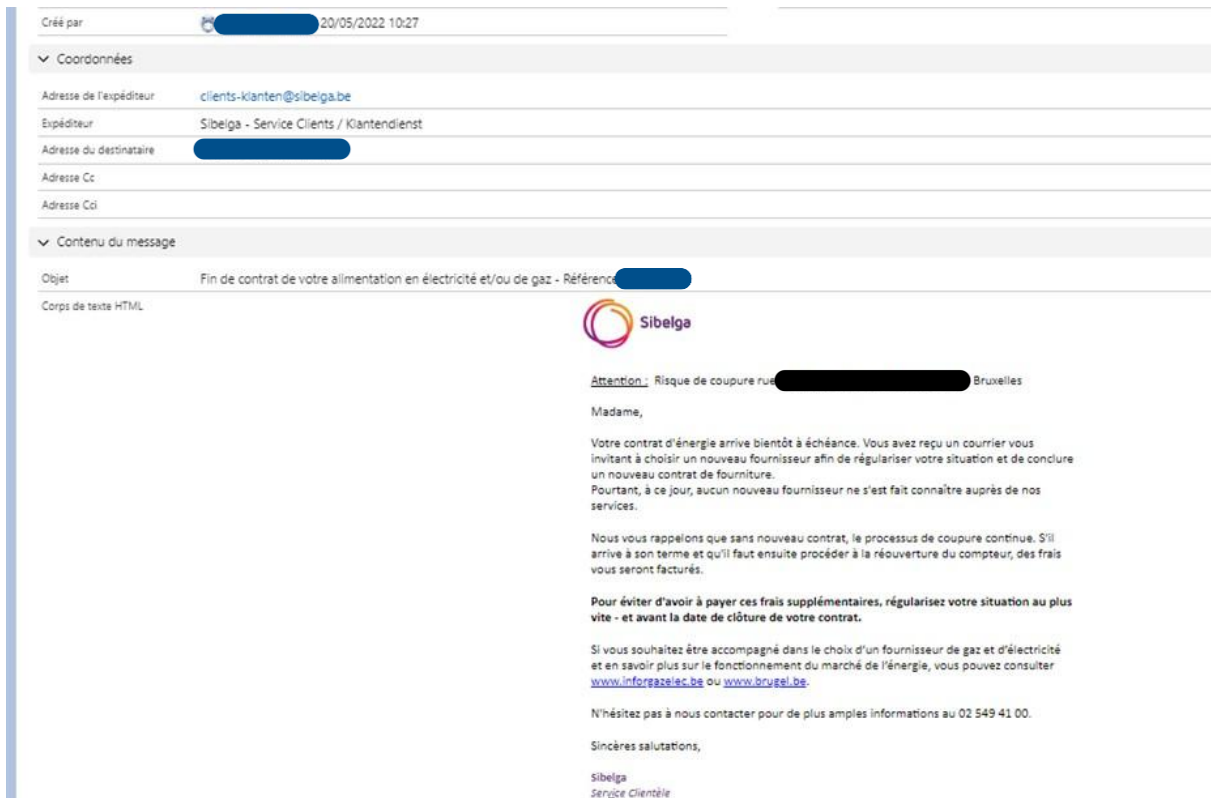 Créé par 20/05/2022 10:27
Coordonnées
Adresse de l'expéditeur clients-klanten@sibelga.be
Expéditeur Sibelga - Service Clients / Klantendienst
Adresse du destinataire
Adresse Cc
Adresse Cci
Contenu du message
Objet Fin de contrat de votre alimentation en électricité et/ou de gaz - Référence
Corps de texte HTML
Sibelga
Attention : Risque de coupure rue Bruxelles
Madame,
Votre contrat d'énergie arrive bientôt à échéance. Vous avez reçu un courrier vous
invitant à choisir un nouveau fournisseur afin de régulariser votre situation et de conclure
un nouveau contrat de fourniture.
Pourtant, à ce jour, aucun nouveau fournisseur ne s'est fait connaître auprès de nos
services.
Nous vous rappelons que sans nouveau contrat, le processus de coupure continue. S'il
arrive à son terme et qu'il faut ensuite procéder à la réouverture du compteur, des frais
vous seront facturés.
Pour éviter d'avoir à payer ces frais supplémentaires, régularisez votre situation au plus
vite - et avant la date de clôture de votre contrat.
Si vous souhaitez être accompagné dans le choix d'un fournisseur de gaz et d'électricité
et en savoir plus sur le fonctionnement du marché de l'énergie, vous pouvez consulter
www.inforgazelec.be ou www.brugel.be.
N'hésitez pas à nous contacter pour de plus amples informations au 02 549 41 00.
Sincères salutations,
Sibelga
Service Clientèle